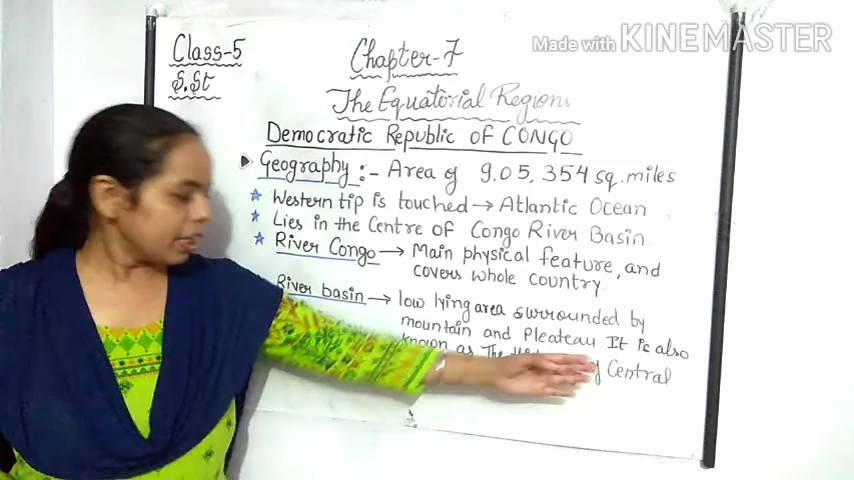 Made with KINEMASTER
Class-5
S.St
Chapter-7
The Equatorial Regions
Democratic Republic of CONGO
Geography :- Area of 9.05,354 sq.miles
Western tip is touched → Atlantic Ocean
Lies in the Centre of Congo River Basin
River Congo → Main physical feature, and
covers whole country.
River basin → low lying area surrounded by
mountain and Pleateau It is also
known as The
Central